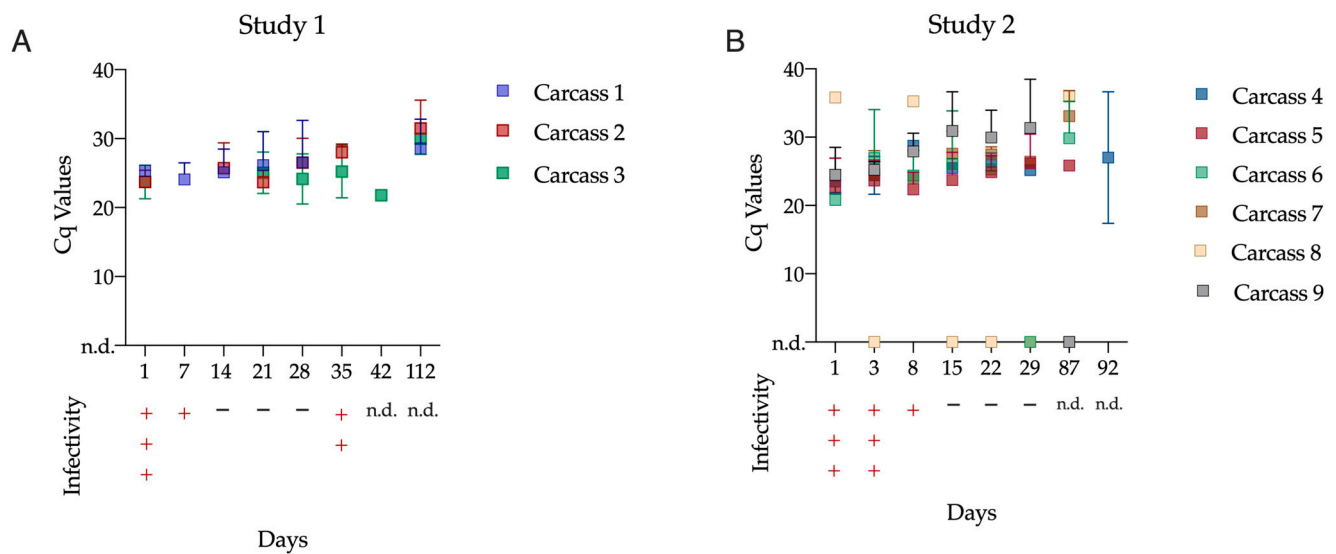 A
Study 1
40
30
20
10
n.d.
Cq Values
1 7 14 21 28 35 42 112
Infectivity
+ + − − − + n.d. n.d.
+ +
+
Days
Carcass 1
Carcass 2
Carcass 3
B
Study 2
40
30
20
10
n.d.
Cq Values
1 3 8 15 22 29 87 92
Infectivity
+ + + − − − n.d. n.d.
+ +
+ +
Days
Carcass 4
Carcass 5
Carcass 6
Carcass 7
Carcass 8
Carcass 9